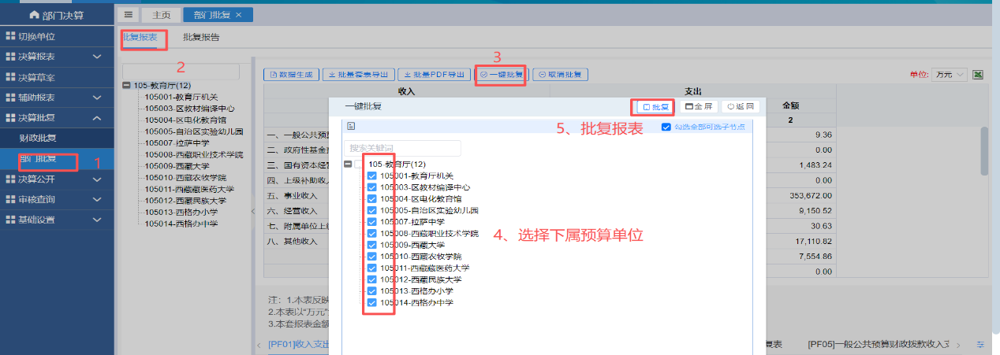 部门决算
主页
部门批复 ×
切换单位
决算报表
决算草案
辅助报表
决算批复
财政批复
部门批复
1
决算公开
审核查询
基础设置
批复报表
批复报告
2
105-教育厅(12)
105001-教育厅机关
105003-区教材编译中心
105004-区电化教育馆
105005-自治区实验幼儿园
105007-拉萨中学
105008-西藏职业技术学院
105009-西藏大学
105010-西藏农牧学院
105011-西藏藏医药大学
105012-西藏民族大学
105013-西格办小学
105014-西格办中学
3
数据生成
批量套表导出
批量PDF导出
一键批复
取消批复
单位:
万元
收入
支出
金额
2
一、一般公共预算
二、政府性基金
三、国有资本经
四、上级补助收
五、事业收入
六、经营收入
七、附属单位上
八、其他收入
9.36
0.00
1,483.24
0.00
353,672.00
9,150.52
30.63
17,110.82
7,554.86
0.00
一键批复
批复
全屏
返回
5、批复报表
勾选全部可选子节点
搜索关键词
105-教育厅(12)
105001-教育厅机关
105003-区教材编译中心
105004-区电化教育馆
105005-自治区实验幼儿园
105007-拉萨中学
105008-西藏职业技术学院
105009-西藏大学
105010-西藏农牧学院
105011-西藏藏医药大学
105012-西藏民族大学
105013-西格办小学
105014-西格办中学
4、选择下属预算单位
注：1.本表反映
2.本表以“万元”
3.本套报表金额
[PF01]收入支出
复表
[PF05]一般公共预算财政拨款收入支